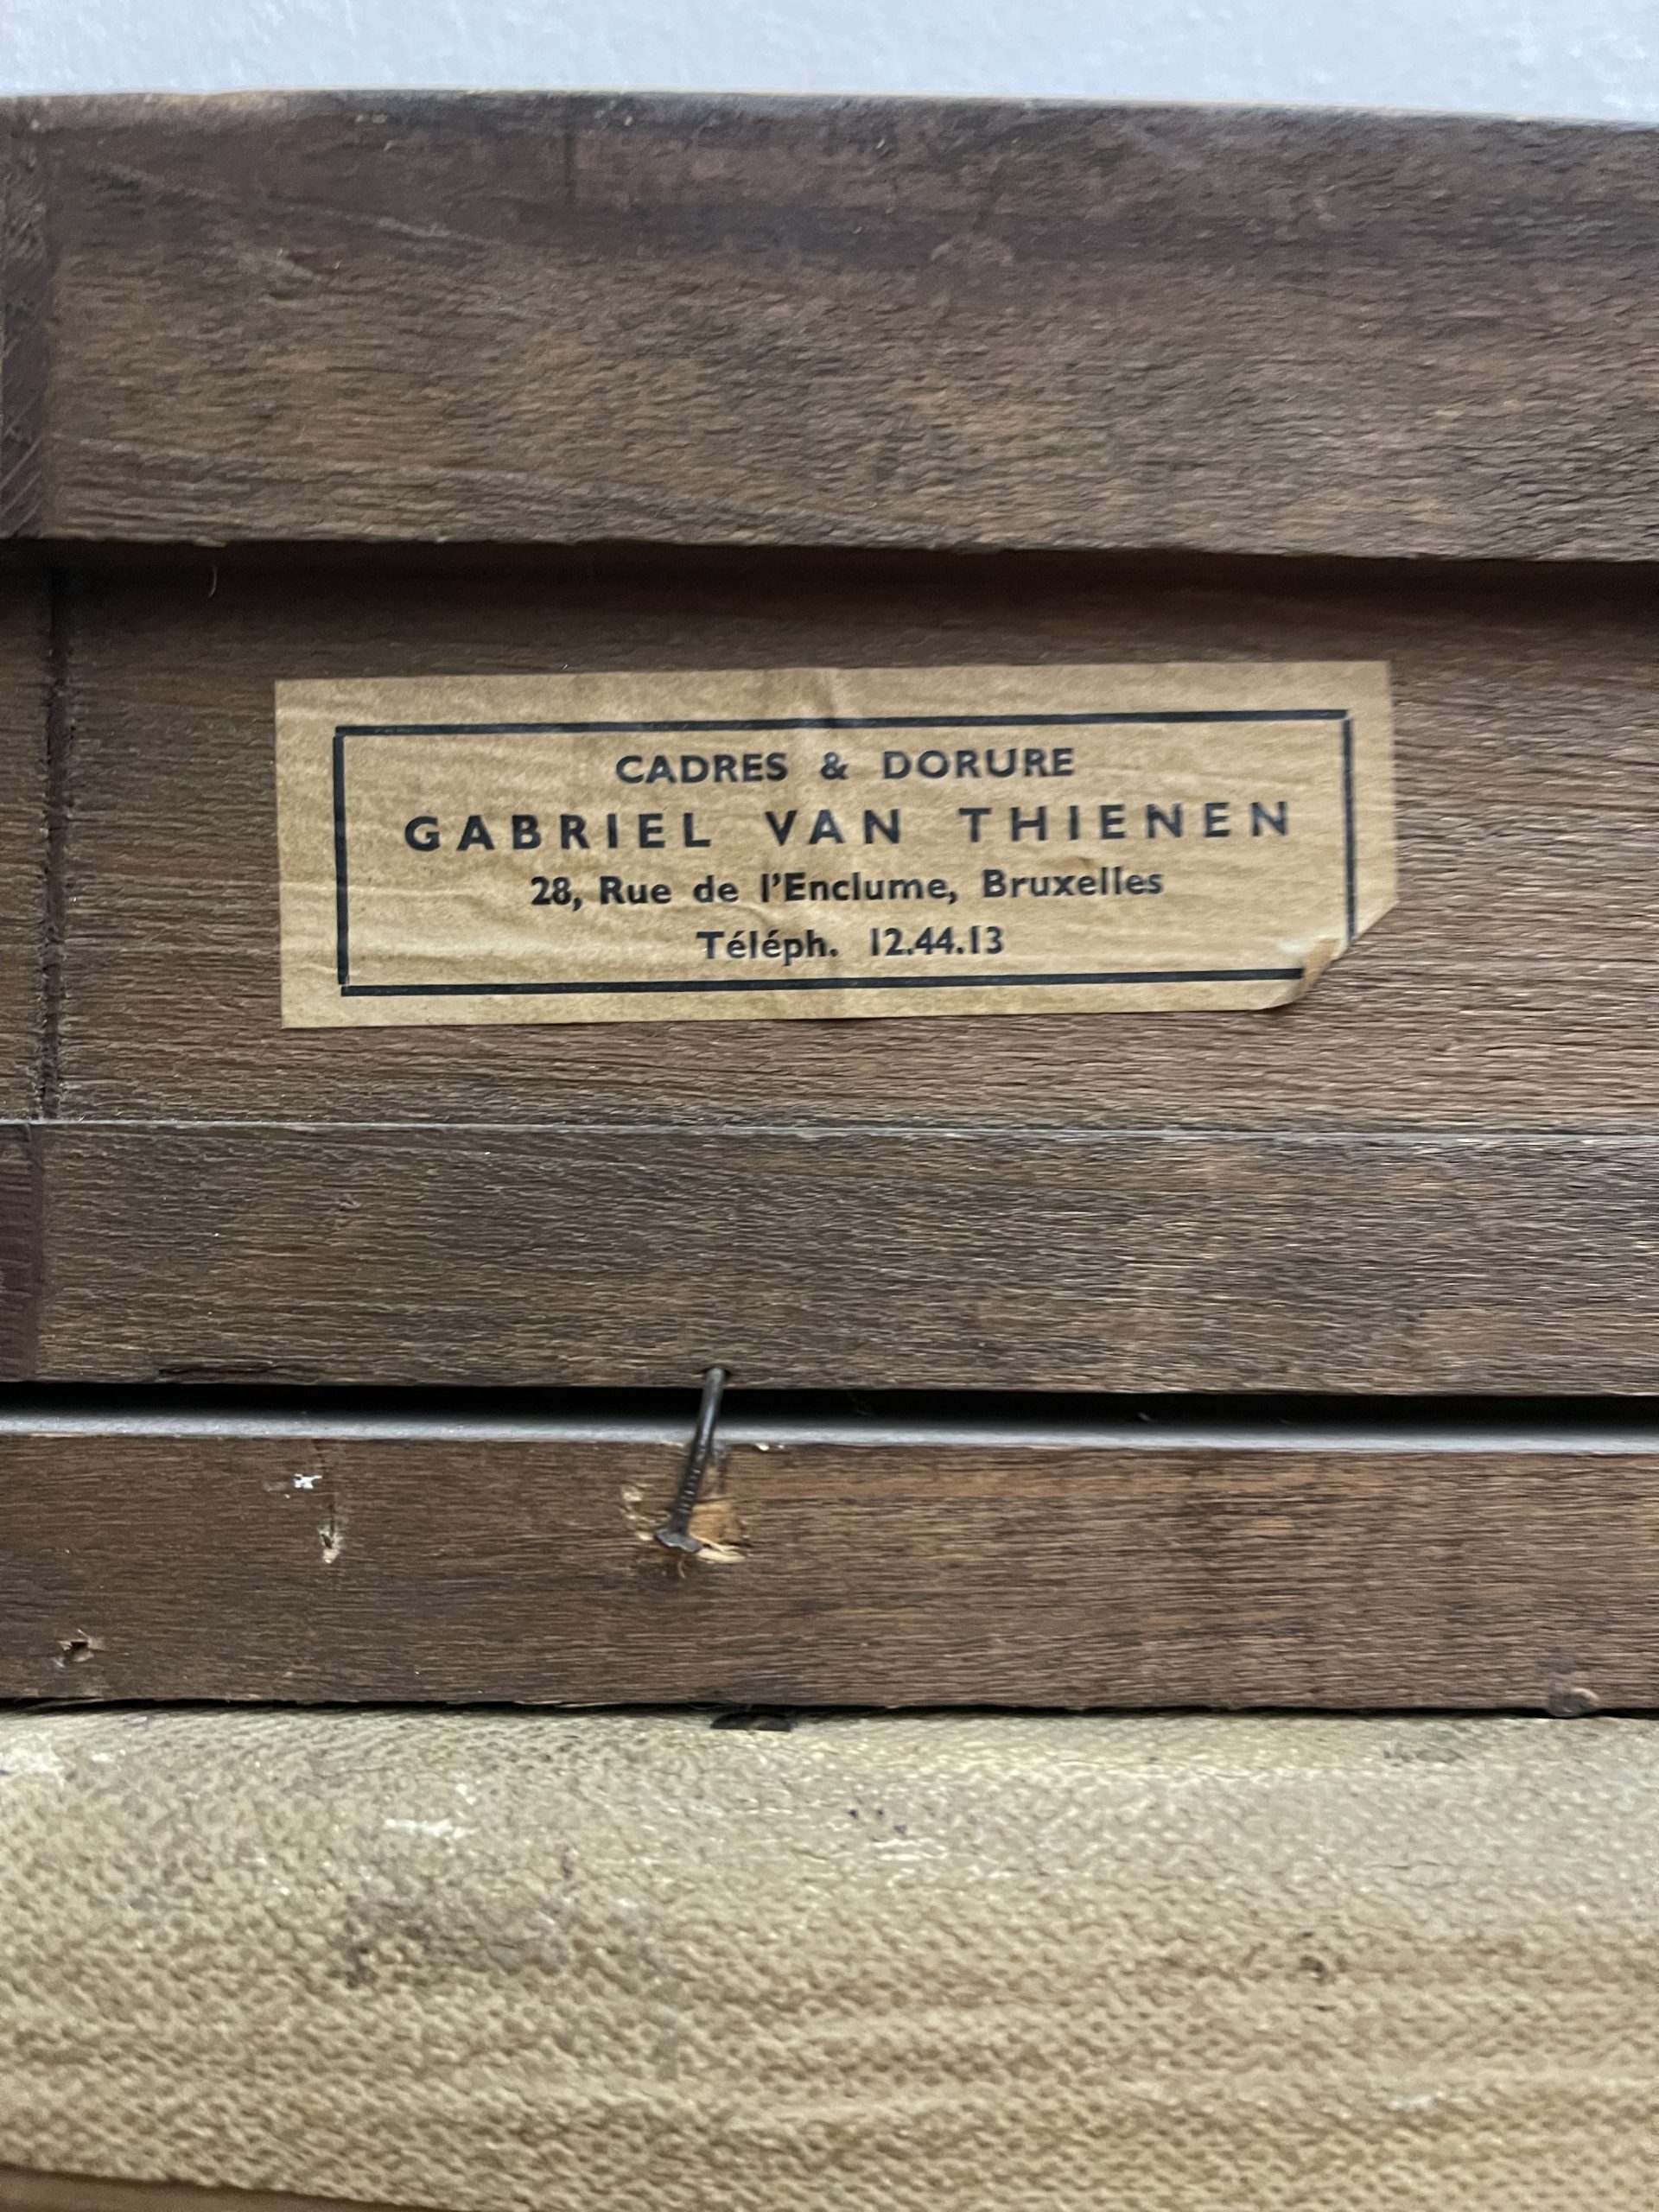 CADRES & DORURE
GABRIEL VAN THIENEN
28, Rue de l'Enclume, Bruxelles
Téléph. 12.44.13